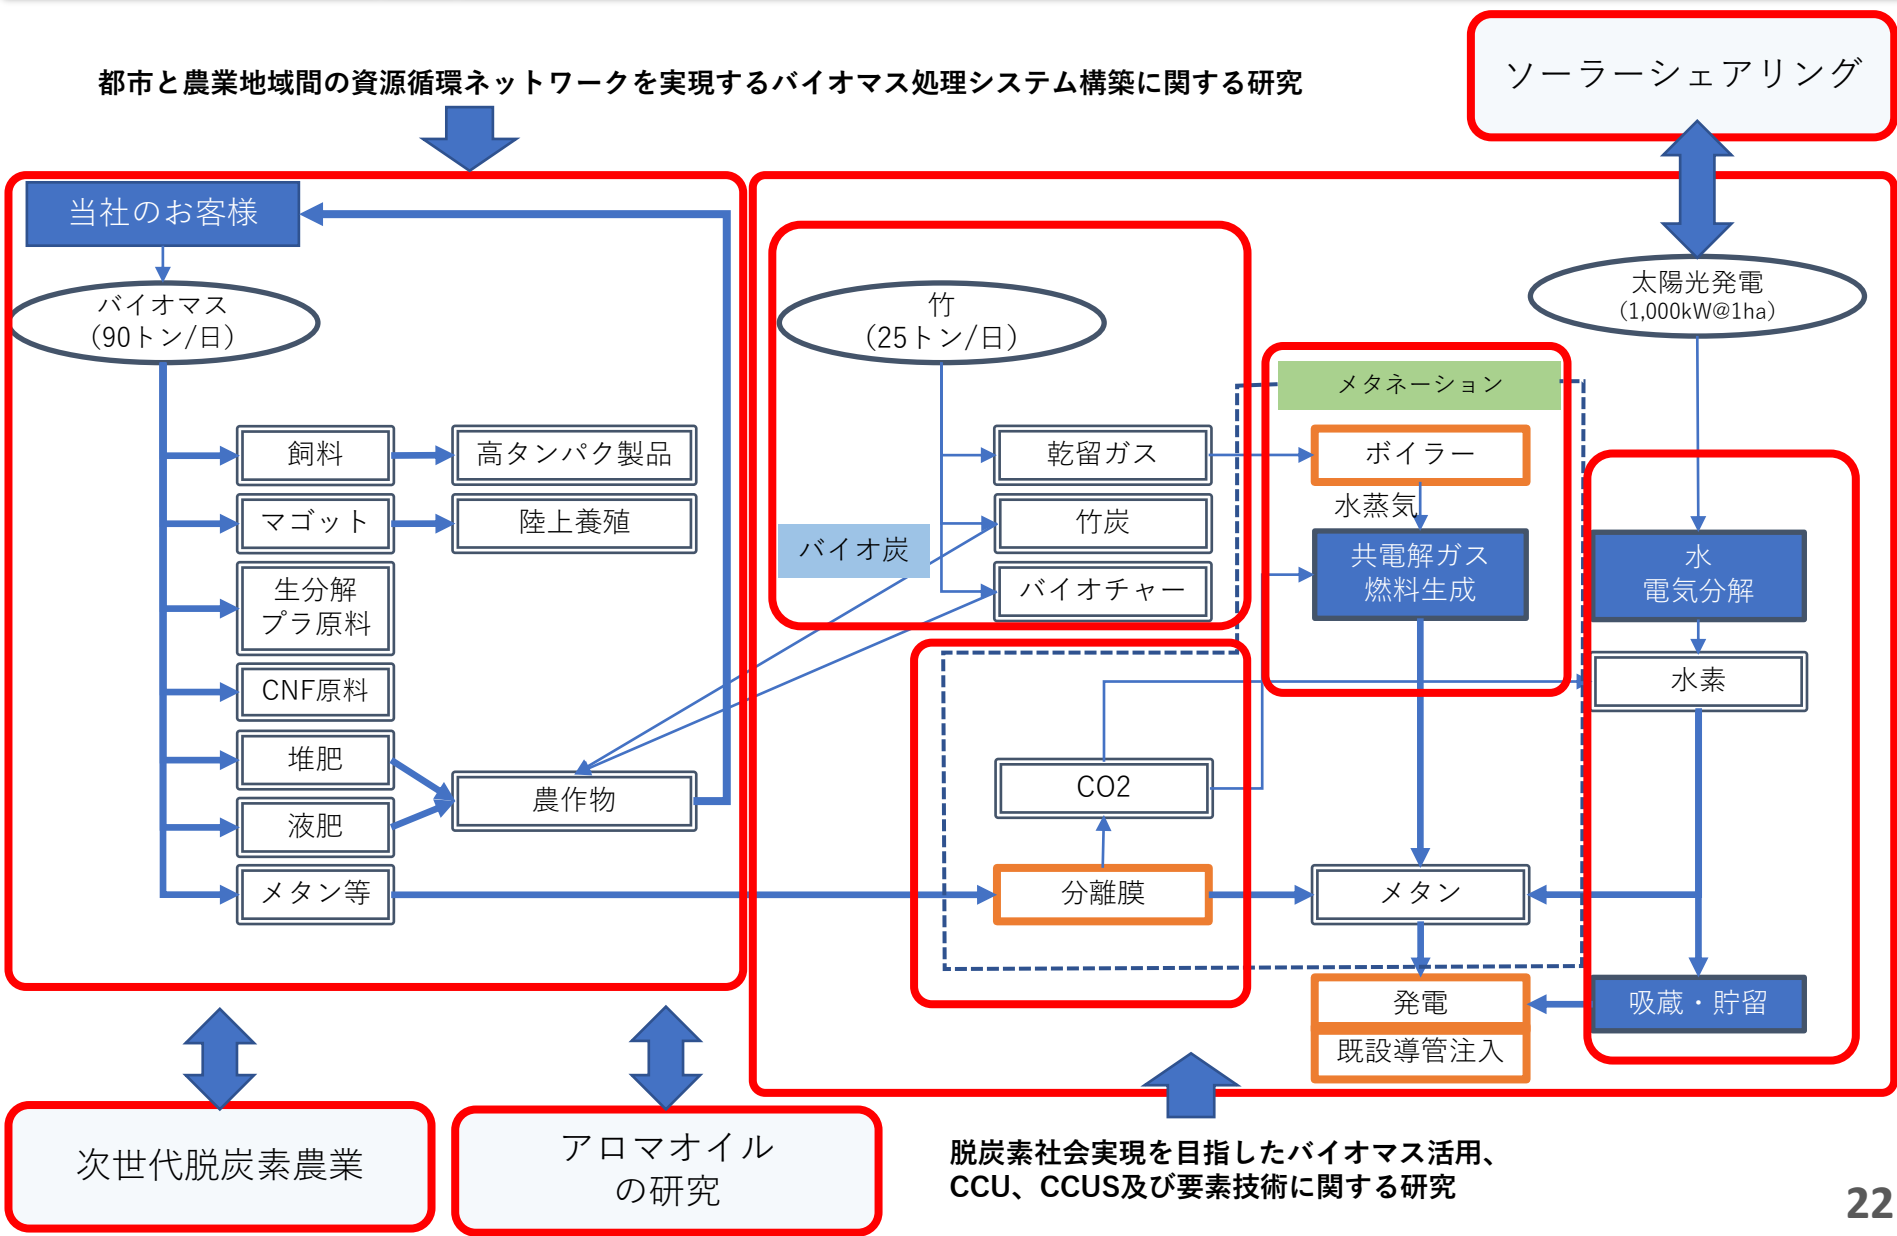 ソーラーシェアリング
都市と農業地域間の資源循環ネットワークを実現するバイオマス処理システム構築に関する研究
当社のお客様
バイオマス
(90トン/日)
飼料
高タンパク製品
マゴット
陸上養殖
生分解
プラ原料
CNF原料
堆肥
液肥
農作物
メタン等
竹
(25トン/日)
乾留ガス
竹炭
バイオ炭
バイオチャー
CO2
分離膜
メタネーション
ボイラー
水蒸気
共電解ガス
燃料生成
メタン
発電
既設導管注入
太陽光発電
(1,000kW@1ha)
水
電気分解
水素
吸蔵・貯留
次世代脱炭素農業
アロマオイル
の研究
脱炭素社会実現を目指したバイオマス活用、
CCU、CCUS及び要素技術に関する研究
22